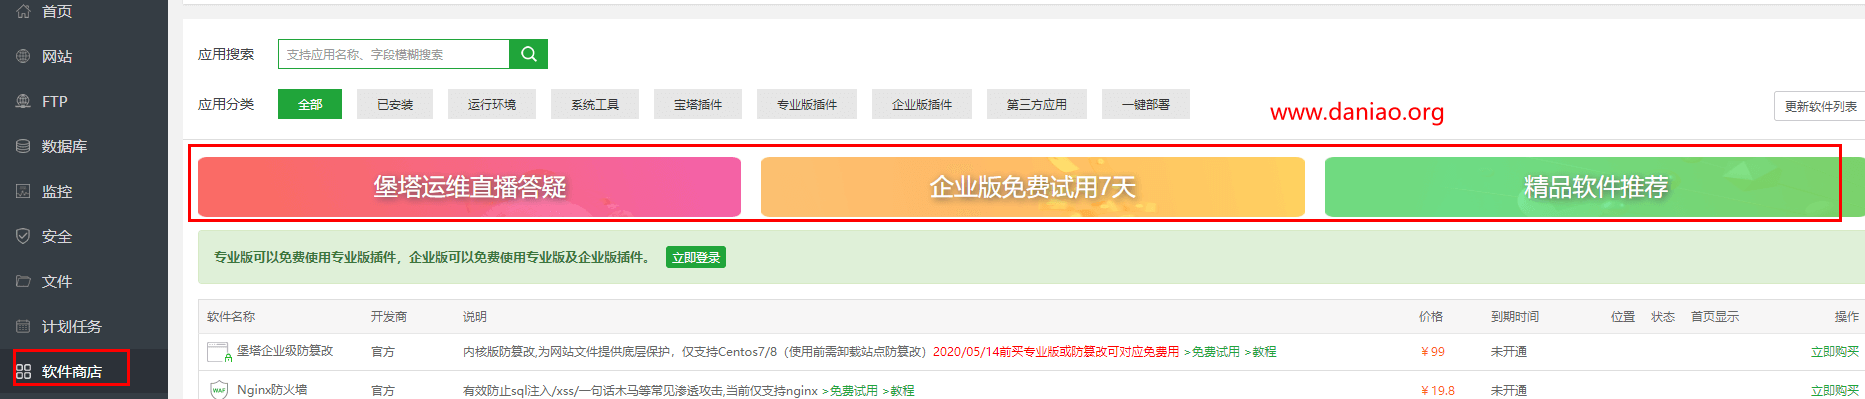 首页
网站
FTP
数据库
监控
安全
文件
计划任务
软件商店
应用搜索 支持应用名称、字段模糊搜索
应用分类 全部 已安装 运行环境 系统工具 宝塔插件 专业版插件 企业版插件 第三方应用 一键部署
www.daniao.org
更新软件列表
堡塔运维直播答疑 企业版免费试用7天 精品软件推荐
专业版可以免费使用专业版插件，企业版可以免费使用专业版及企业版插件。 立即登录
软件名称 开发商 说明 价格 到期时间 位置 状态 首页显示 操作
堡塔企业级防篡改 官方 内核版防篡改,为网站文件提供底层保护，仅支持Centos7/8（使用前需卸载站点防篡改）2020/05/14前买专业版或防篡改可对应免费用 >免费试用 >教程 ￥99 未开通 立即购买
WAF Nginx防火墙 官方 有效防止sql注入/xss/一句话木马等常见渗透攻击,当前仅支持nginx >免费试用 >教程 ￥19.8 未开通 立即购买